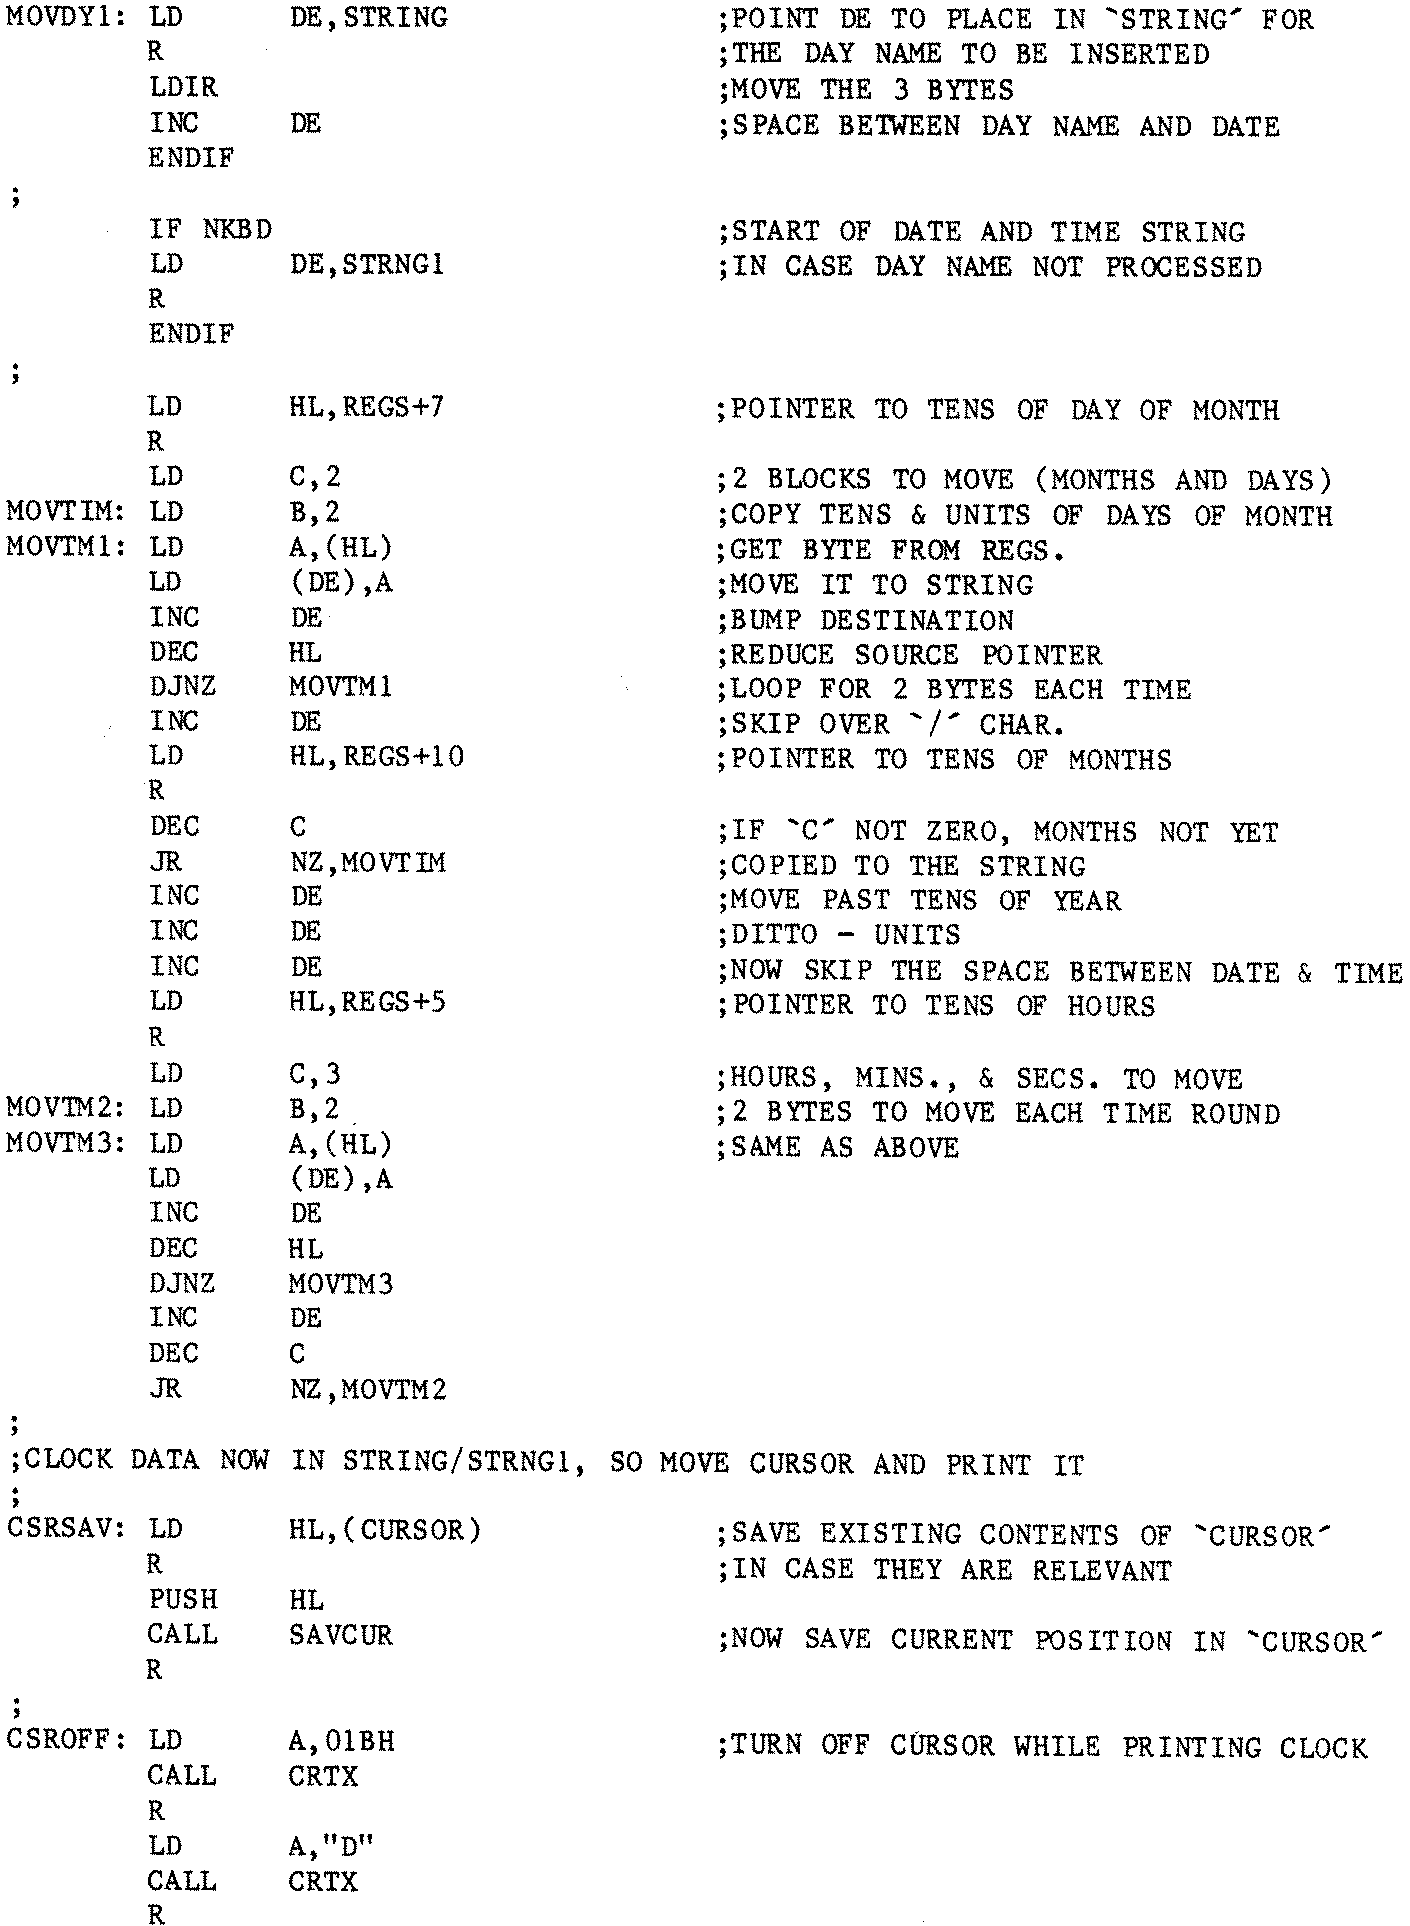 MOVDY1: LD DE,STRING ;POINT DE TO PLACE IN `STRING´ FOR
R ;THE DAY NAME TO BE INSERTED
LDIR ;MOVE THE 3 BYTES
INC DE ;SPACE BETWEEN DAY NAME AND DATE
ENDIF
;
IF NKBD ;START OF DATE AND TIME STRING
LD DE,STRNG1 ;IN CASE DAY NAME NOT PROCESSED
R
ENDIF
;
LD HL,REGS+7 ;POINTER TO TENS OF DAY OF MONTH
R
LD C,2 ;2 BLOCKS TO MOVE (MONTHS AND DAYS)
MOVTIM: LD B,2 ;COPY TENS & UNITS OF DAYS OF MONTH
MOVTM1: LD A,(HL) ;GET BYTE FROM REGS.
LD (DE),A ;MOVE IT TO STRING
INC DE ;BUMP DESTINATION
DEC HL ;REDUCE SOURCE POINTER
DJNZ MOVTM1 ;LOOP FOR 2 BYTES EACH TIME
INC DE ;SKIP OVER `/´ CHAR.
LD HL,REGS+10 ;POINTER TO TENS OF MONTHS
R
DEC C ;IF `C´ NOT ZERO, MONTHS NOT YET
JR NZ,MOVTIM ;COPIED TO THE STRING
INC DE ;MOVE PAST TENS OF YEAR
INC DE ;DITTO - UNITS
INC DE ;NOW SKIP THE SPACE BETWEEN DATE & TIME
LD HL,REGS+5 ;POINTER TO TENS OF HOURS
R
LD C,3 ;HOURS, MINS., & SECS. TO MOVE
MOVTM2: LD B,2 ;2 BYTES TO MOVE EACH TIME ROUND
MOVTM3: LD A,(HL) ;SAME AS ABOVE
LD (DE),A
INC DE
DEC HL
DJNZ MOVTM3
INC DE
DEC C
JR NZ,MOVTM2
;
;CLOCK DATA NOW IN STRING/STRNG1, SO MOVE CURSOR AND PRINT IT
;
CSRSAV: LD HL,(CURSOR) ;SAVE EXISTING CONTENTS OF `CURSOR´
R ;IN CASE THEY ARE RELEVANT
PUSH HL
CALL SAVCUR ;NOW SAVE CURRENT POSITION IN `CURSOR´
R
;
CSROFF: LD A,01BH ;TURN OFF CURSOR WHILE PRINTING CLOCK
CALL CRTX
R
LD A,"D"
CALL CRTX
R